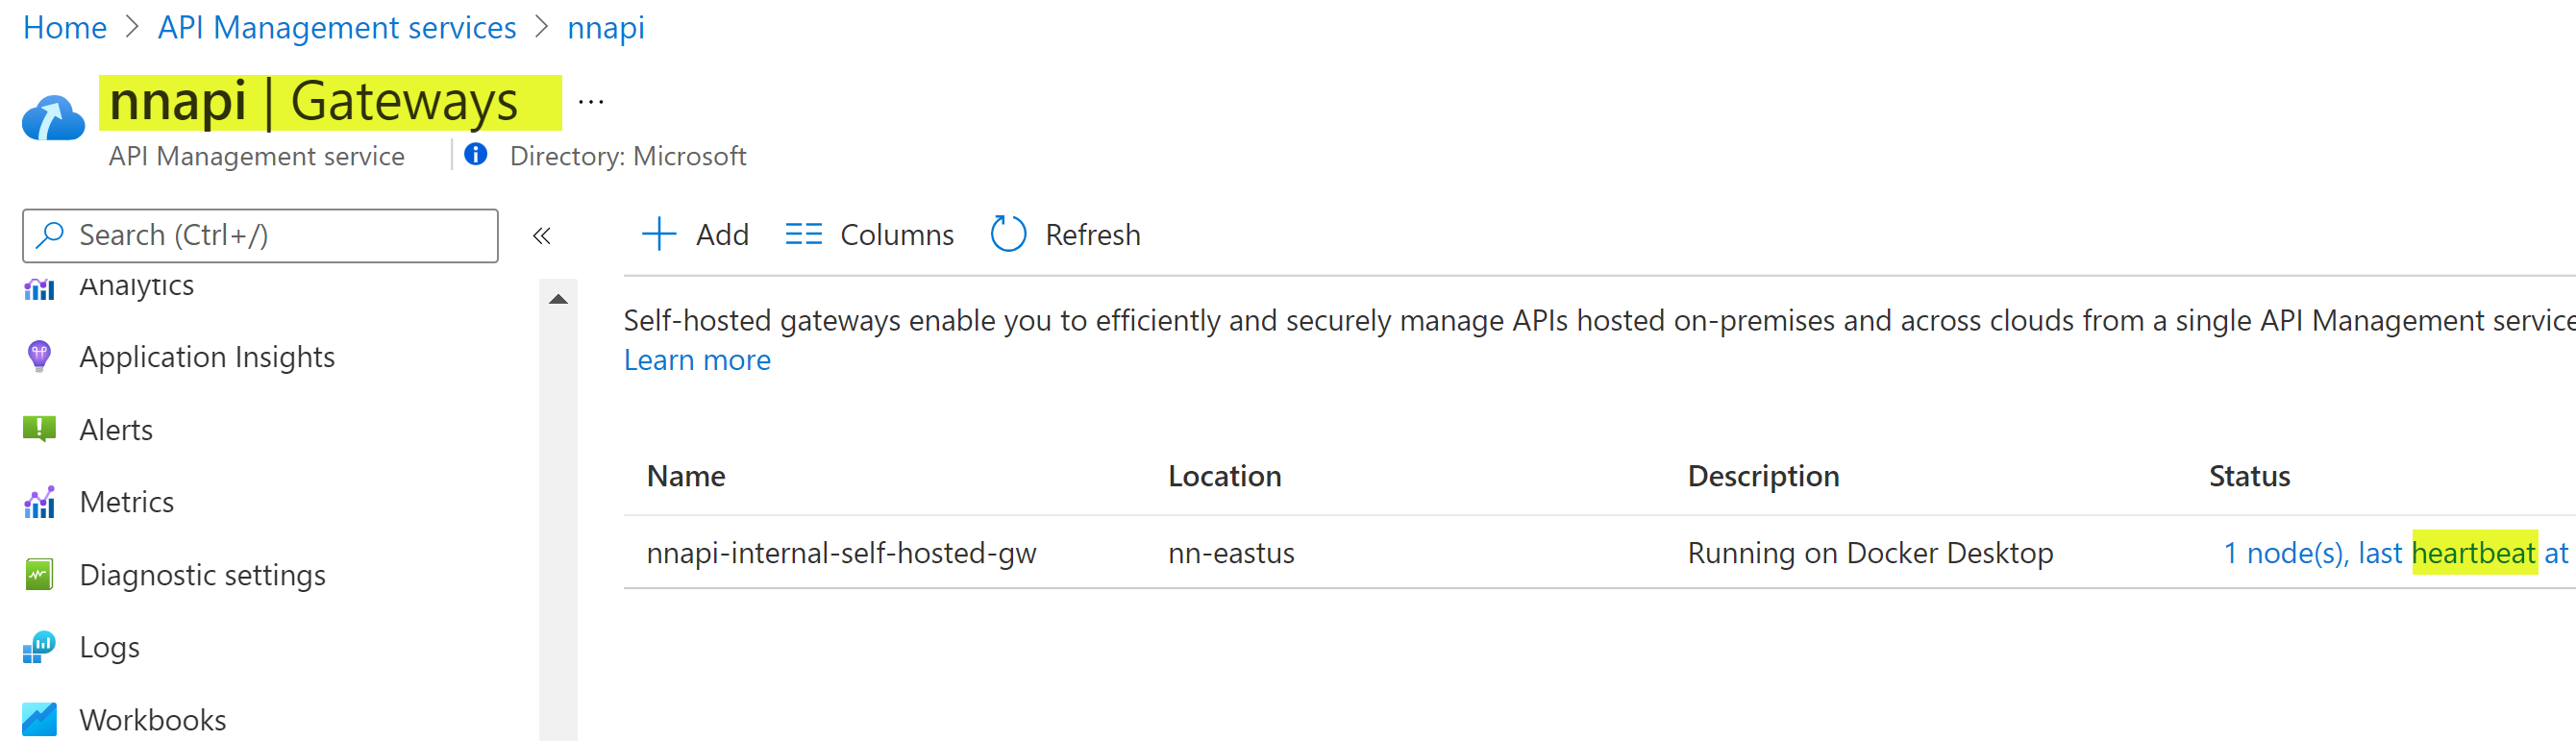 Home > API Management services > nnapi
nnapi | Gateways ...
API Management service | Directory: Microsoft
Search (Ctrl+/) «
Add Columns Refresh
Analytics
Application Insights
Alerts
Metrics
Diagnostic settings
Logs
Workbooks
Self-hosted gateways enable you to efficiently and securely manage APIs hosted on-premises and across clouds from a single API Management service
Learn more
Name Location Description Status
nnapi-internal-self-hosted-gw nn-eastus Running on Docker Desktop 1 node(s), last heartbeat at